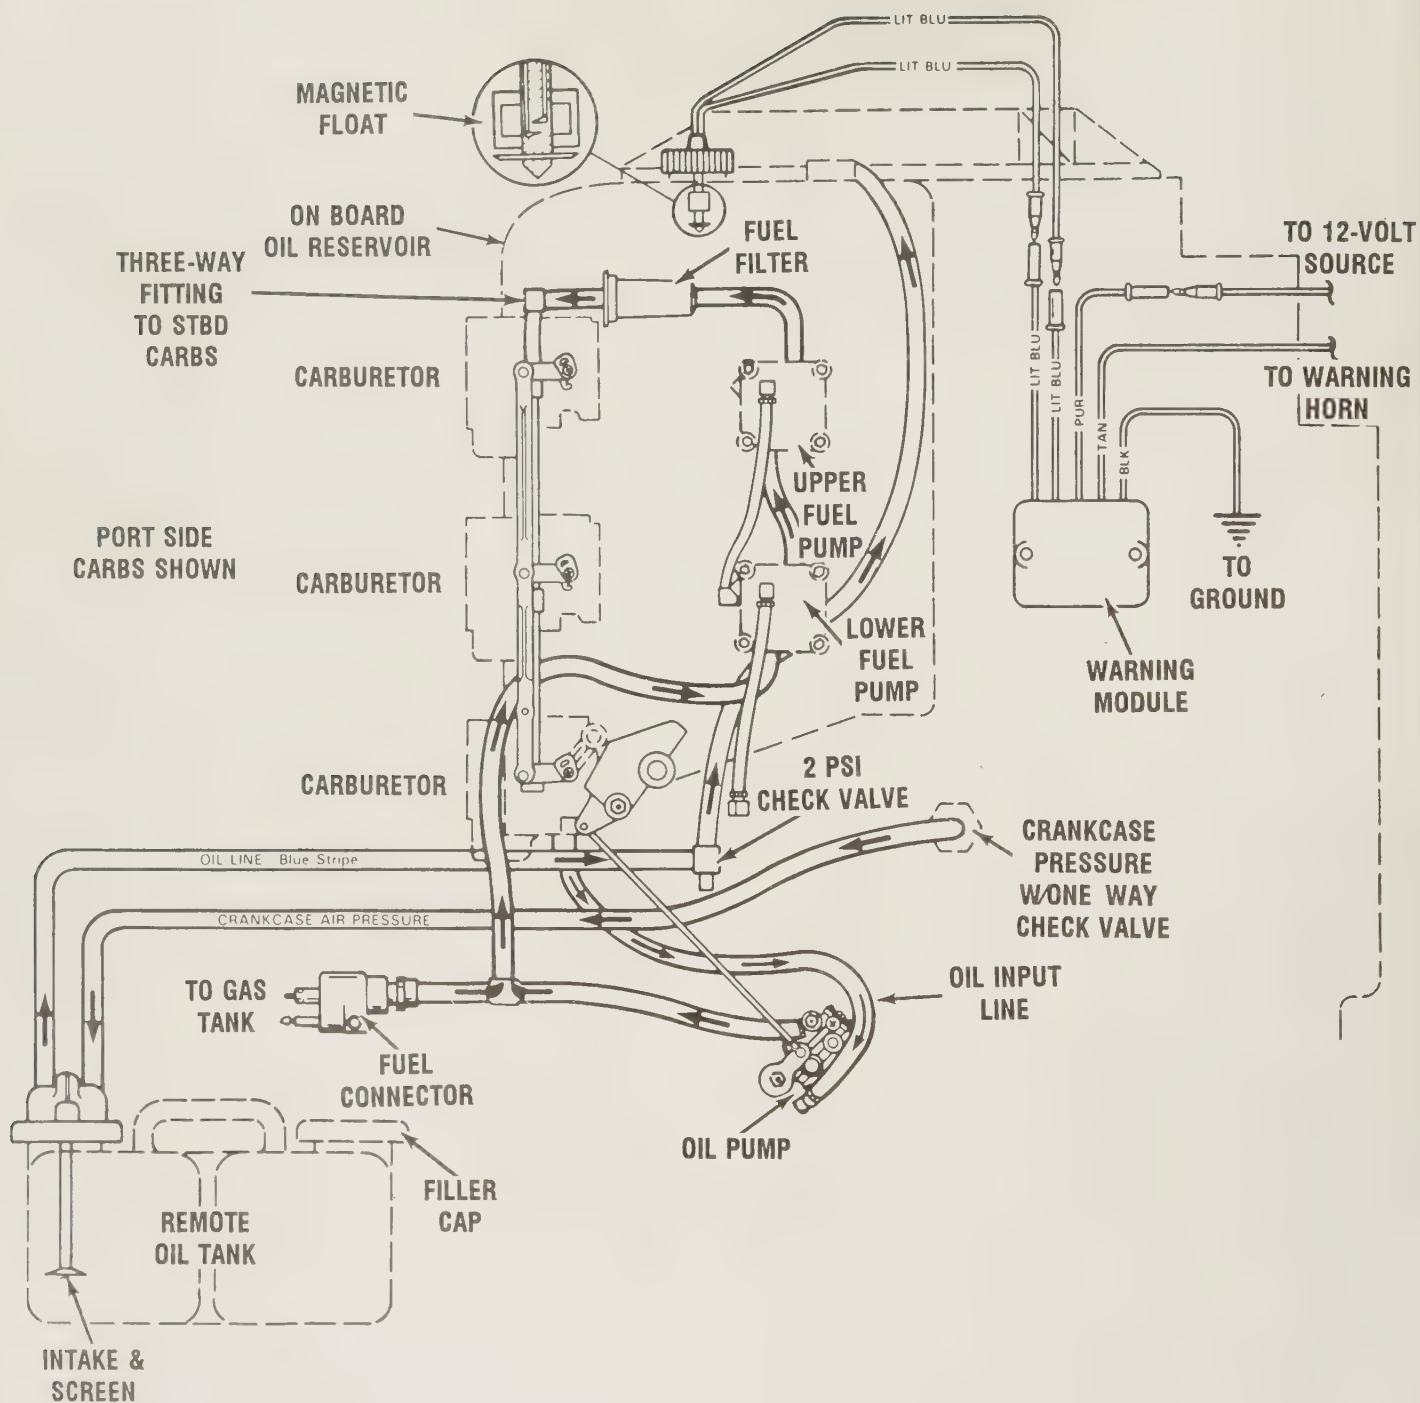 LIT BLU
LIT BLU
MAGNETIC
FLOAT
ON BOARD
OIL RESERVOIR
THREE-WAY
FITTING
TO STBD
CARBS
FUEL
FILTER
TO 12-VOLT
SOURCE
TO WARNING
HORN
LIT BLU
LIT BLU
PUR
TAN
BLK
CARBURETOR
UPPER
FUEL
PUMP
PORT SIDE
CARBS SHOWN
CARBURETOR
TO
GROUND
LOWER
FUEL
PUMP
WARNING
MODULE
CARBURETOR
2 PSI
CHECK VALVE
CRANKCASE
PRESSURE
W/ONE WAY
CHECK VALVE
OIL LINE Blue Stripe
CRANKCASE AIR PRESSURE
TO GAS
TANK
OIL INPUT
LINE
FUEL
CONNECTOR
OIL PUMP
FILLER
CAP
REMOTE
OIL TANK
INTAKE &
SCREEN